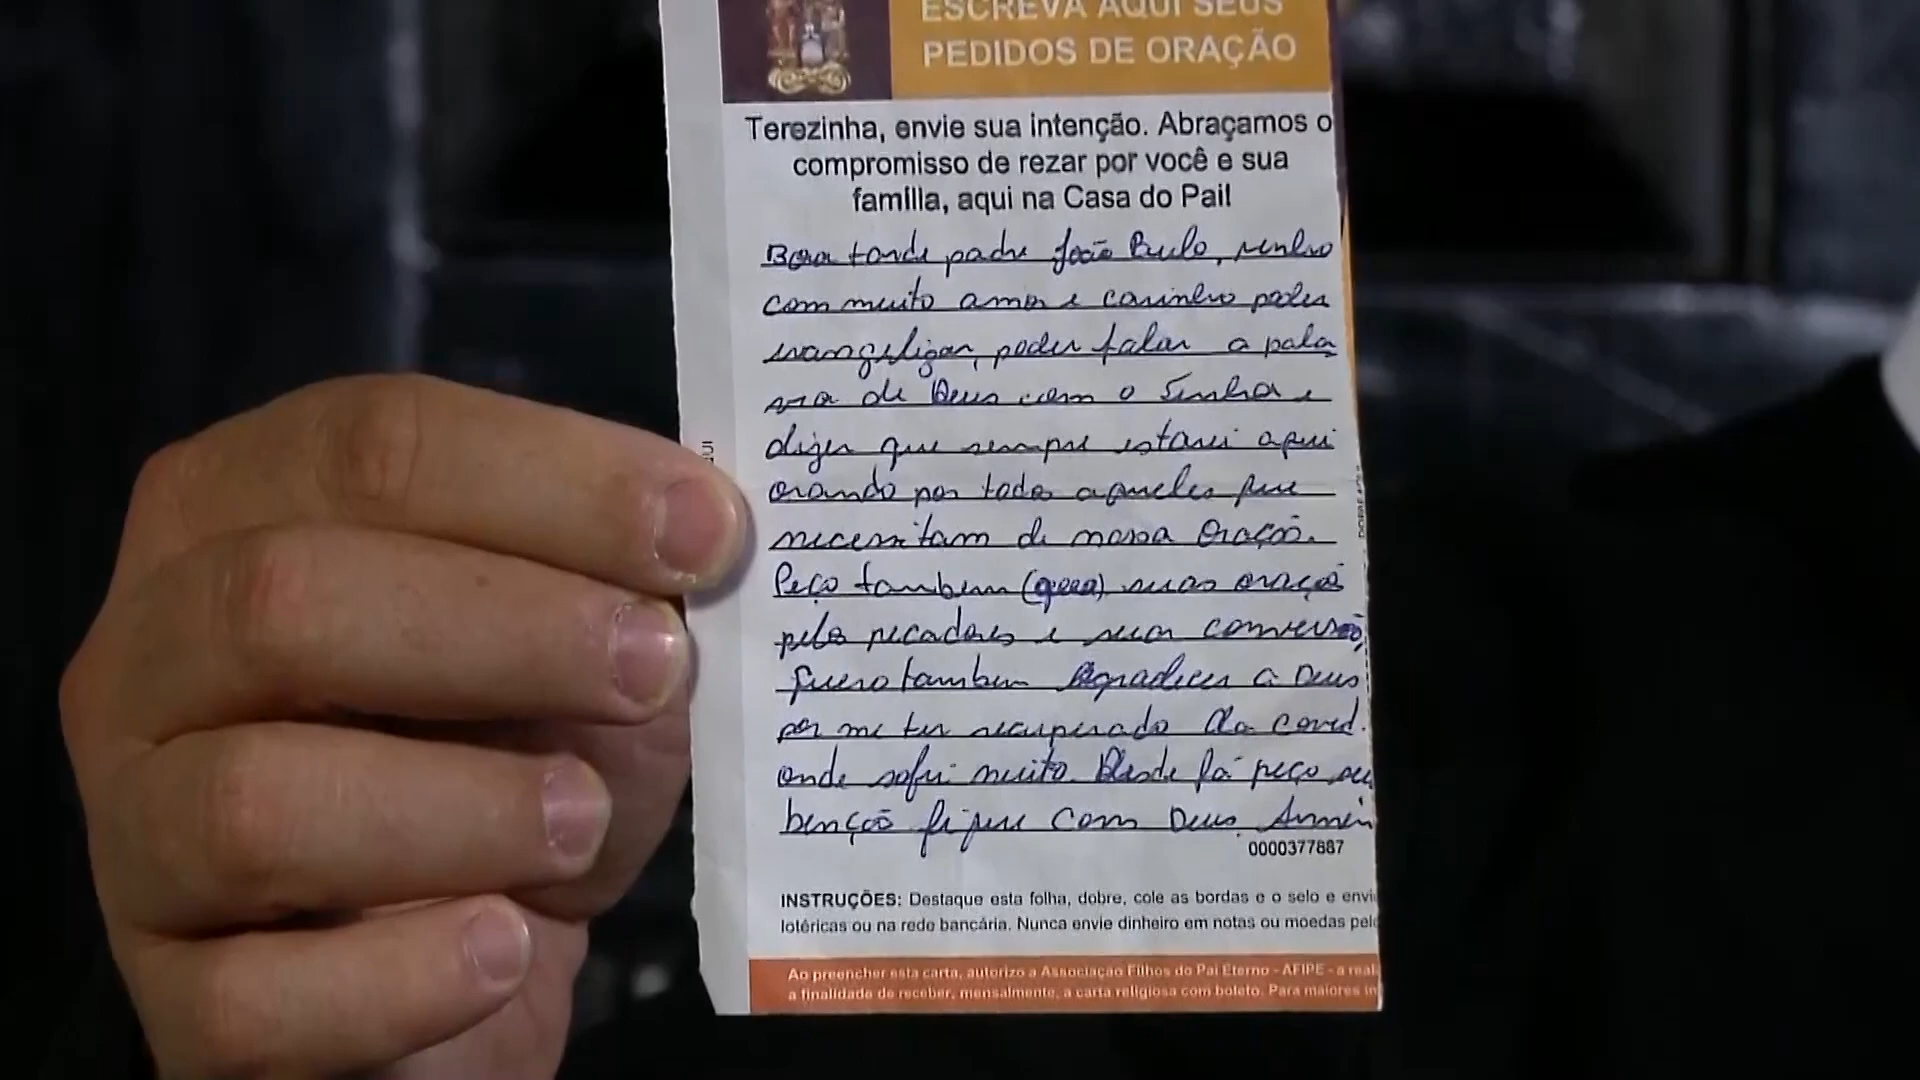 ESCREVA AQUI SEUS
PEDIDOS DE ORAÇÃO
Terezinha, envie sua intenção. Abraçamos o
compromisso de rezar por você e sua
família, aqui na Casa do Pai!
Boa tarde padre João Paulo, venho
com muito amor e carinho poder
evangelizar, poder falar a pala
vra de Deus com o Senhor e
dizer que sempre estarei aqui
orando por todos aqueles que
necessitam de nossa oração.
Peço tambem suas oração
pelos pecadores e sua conversão,
quero tambem Agradecer a Deus
por me ter recuperado da covid.
onde sofri muito. Desde já peço su
benção fique com Deus. Amém
0000377887
INSTRUÇÕES: Destaque esta folha, dobre, cole as bordas e o selo e envi
lotéricas ou na rede bancária. Nunca envie dinheiro em notas ou moedas pel
Ao preencher esta carta, autorizo a Associação Filhos do Pai Eterno - AFIPE - a real
a finalidade de receber, mensalmente, a carta religiosa com boleto. Para maiores in